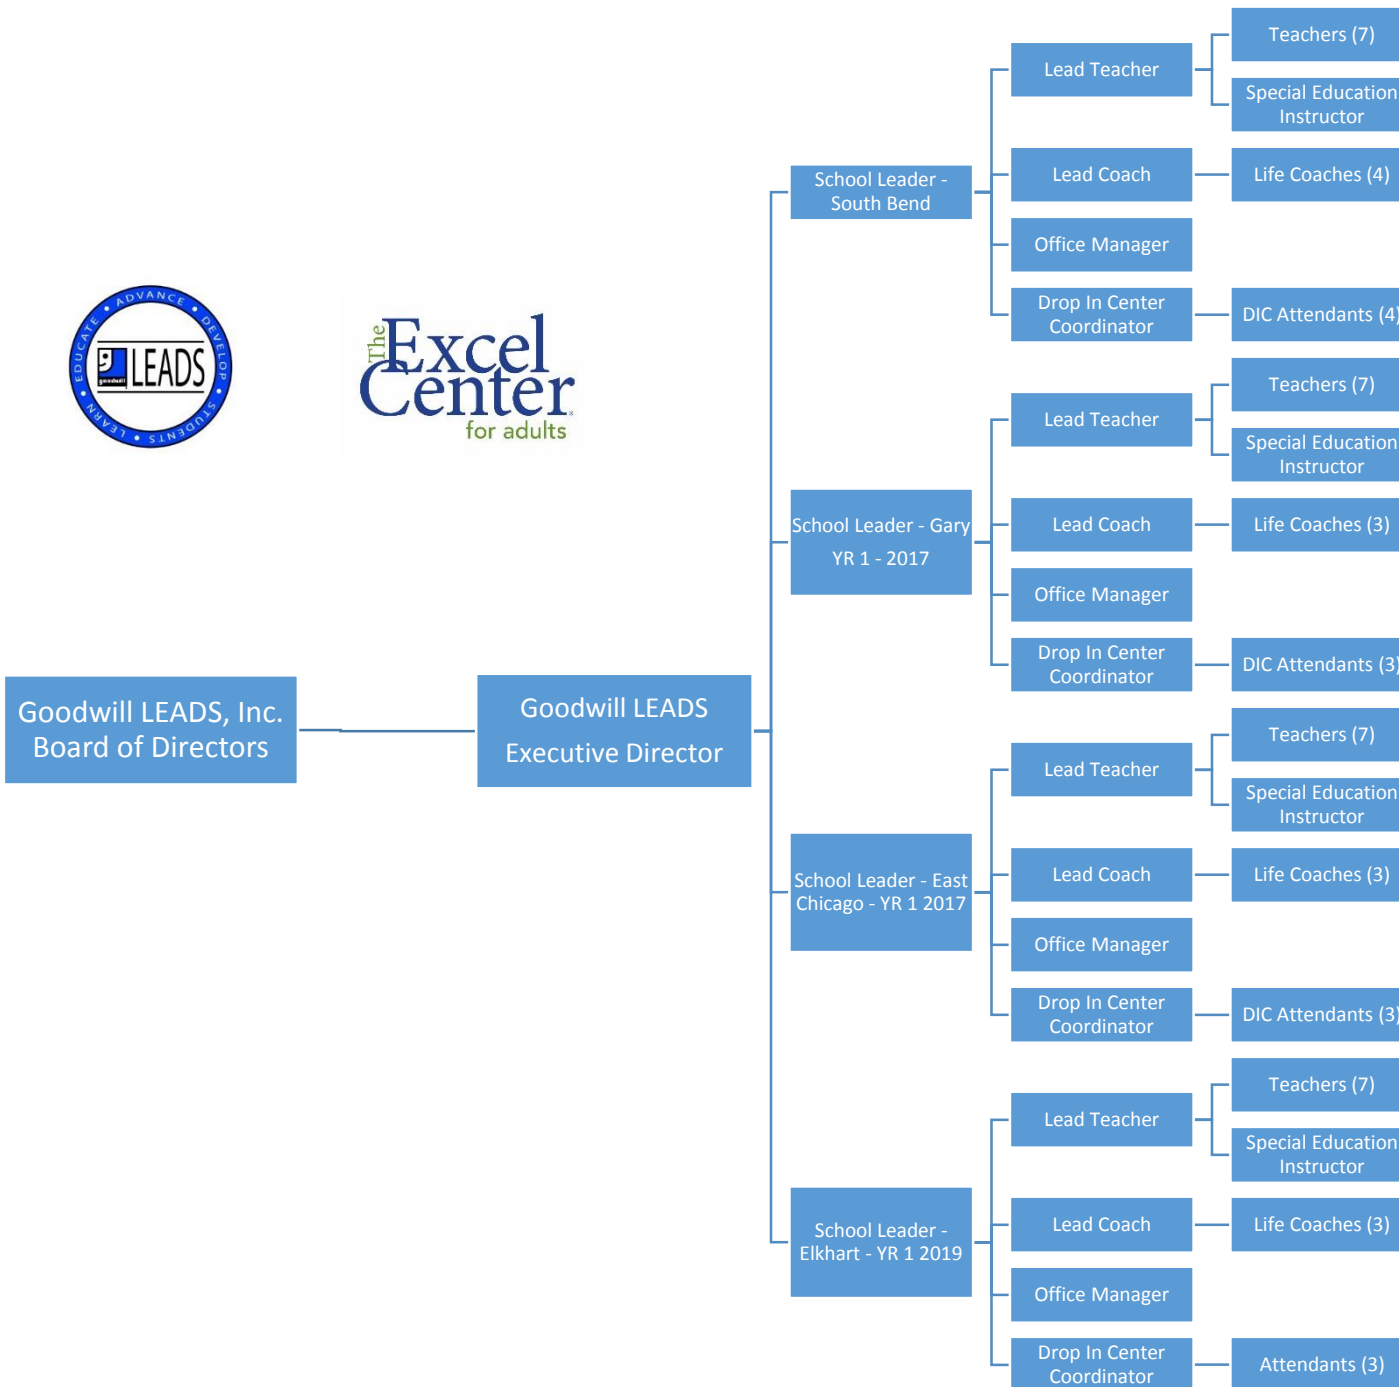 EDUCATE • ADVANCE • DEVELOP • STUDENTS • LEARN •
goodwill
LEADS
The
Excel
Center
for adults
Goodwill LEADS, Inc.
Board of Directors
Goodwill LEADS
Executive Director
School Leader -
South Bend
Lead Teacher
Teachers (7)
Special Education
Instructor
Lead Coach
Life Coaches (4)
Office Manager
Drop In Center
Coordinator
DIC Attendants (4)
School Leader - Gary
YR 1 - 2017
Lead Teacher
Teachers (7)
Special Education
Instructor
Lead Coach
Life Coaches (3)
Office Manager
Drop In Center
Coordinator
DIC Attendants (3)
School Leader - East
Chicago - YR 1 2017
Lead Teacher
Teachers (7)
Special Education
Instructor
Lead Coach
Life Coaches (3)
Office Manager
Drop In Center
Coordinator
DIC Attendants (3)
School Leader -
Elkhart - YR 1 2019
Lead Teacher
Teachers (7)
Special Education
Instructor
Lead Coach
Life Coaches (3)
Office Manager
Drop In Center
Coordinator
Attendants (3)